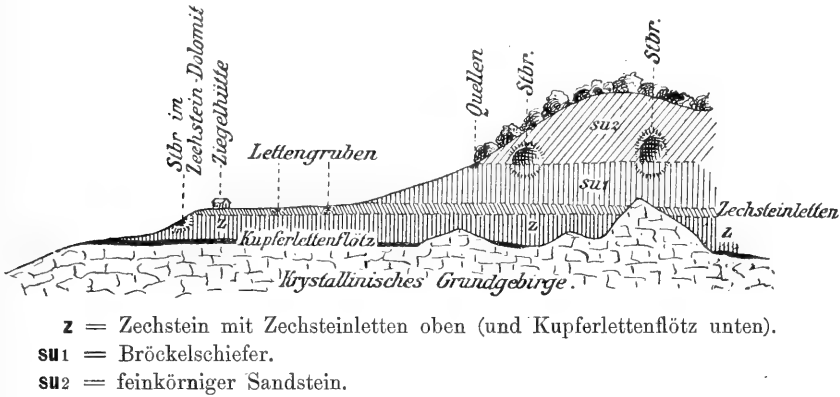 Stbr im
Zechstein-Dolomit
Ziegelhütte
Lettengruben
Quellen
Stbr.
Stbr.
su2
su1
Zechsteinletten
z
z
z
Kupferlettenflötz
Krystallinisches Grundgebirge.
z = Zechstein mit Zechsteinletten oben (und Kupferlettenflötz unten).
su1 = Bröckelschiefer.
su2 = feinkörniger Sandstein.